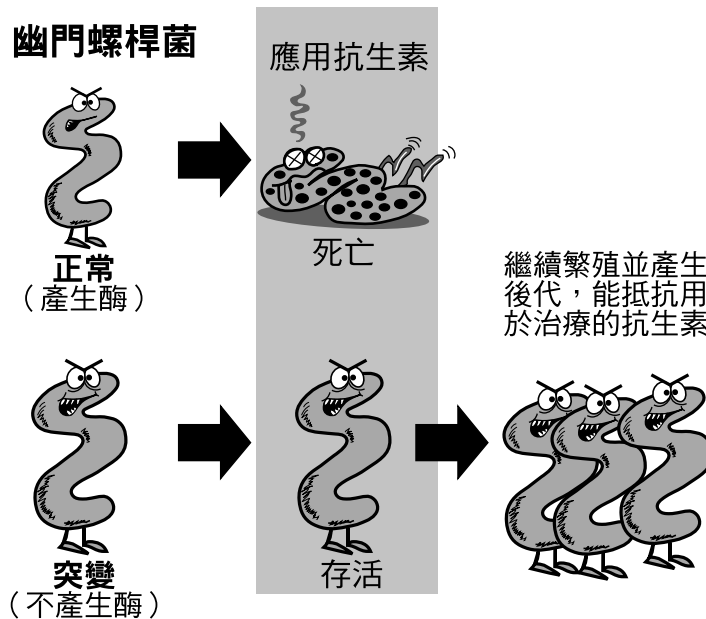 幽門螺桿菌
應用抗生素
死亡
正常
（產生酶）
繼續繁殖並產生
後代，能抵抗用
於治療的抗生素
突變
（不產生酶）
存活